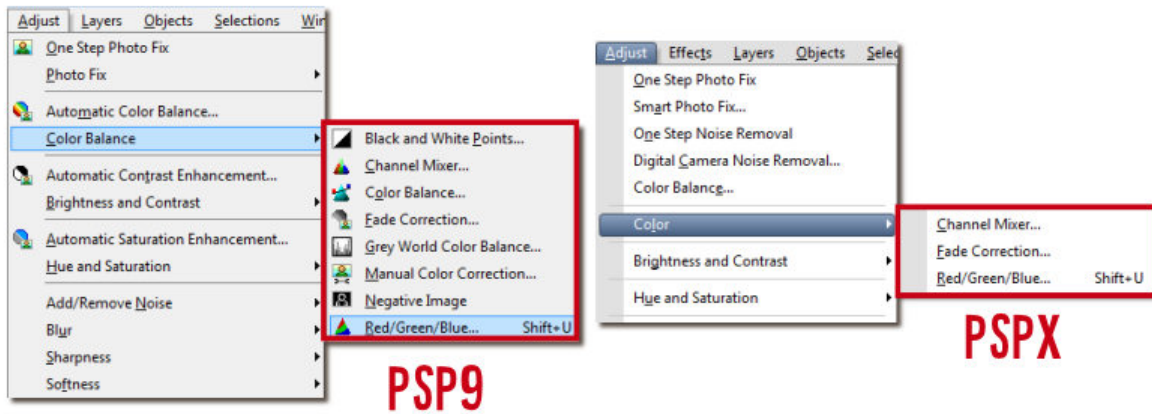 Adjust Layers Objects Selections Win
One Step Photo Fix
Photo Fix
Automatic Color Balance...
Color Balance
Automatic Contrast Enhancement...
Brightness and Contrast
Automatic Saturation Enhancement...
Hue and Saturation
Add/Remove Noise
Blur
Sharpness
Softness
Black and White Points...
Channel Mixer...
Color Balance...
Fade Correction...
Grey World Color Balance...
Manual Color Correction...
Negative Image
Red/Green/Blue... Shift+U
PSP9
Adjust Effects Layers Objects Selec
One Step Photo Fix
Smart Photo Fix...
One Step Noise Removal
Digital Camera Noise Removal...
Color Balance...
Color
Brightness and Contrast
Hue and Saturation
Channel Mixer...
Fade Correction...
Red/Green/Blue... Shift+U
PSPX